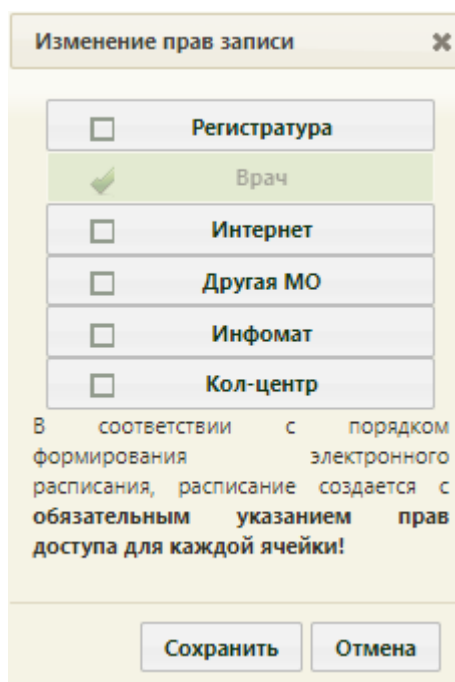 Изменение прав записи
Регистратура
Врач
Интернет
Другая МО
Инфомат
Кол-центр
В соответствии с порядком
формирования электронного
расписания, расписание создается с
обязательным указанием прав
доступа для каждой ячейки!
Сохранить Отмена